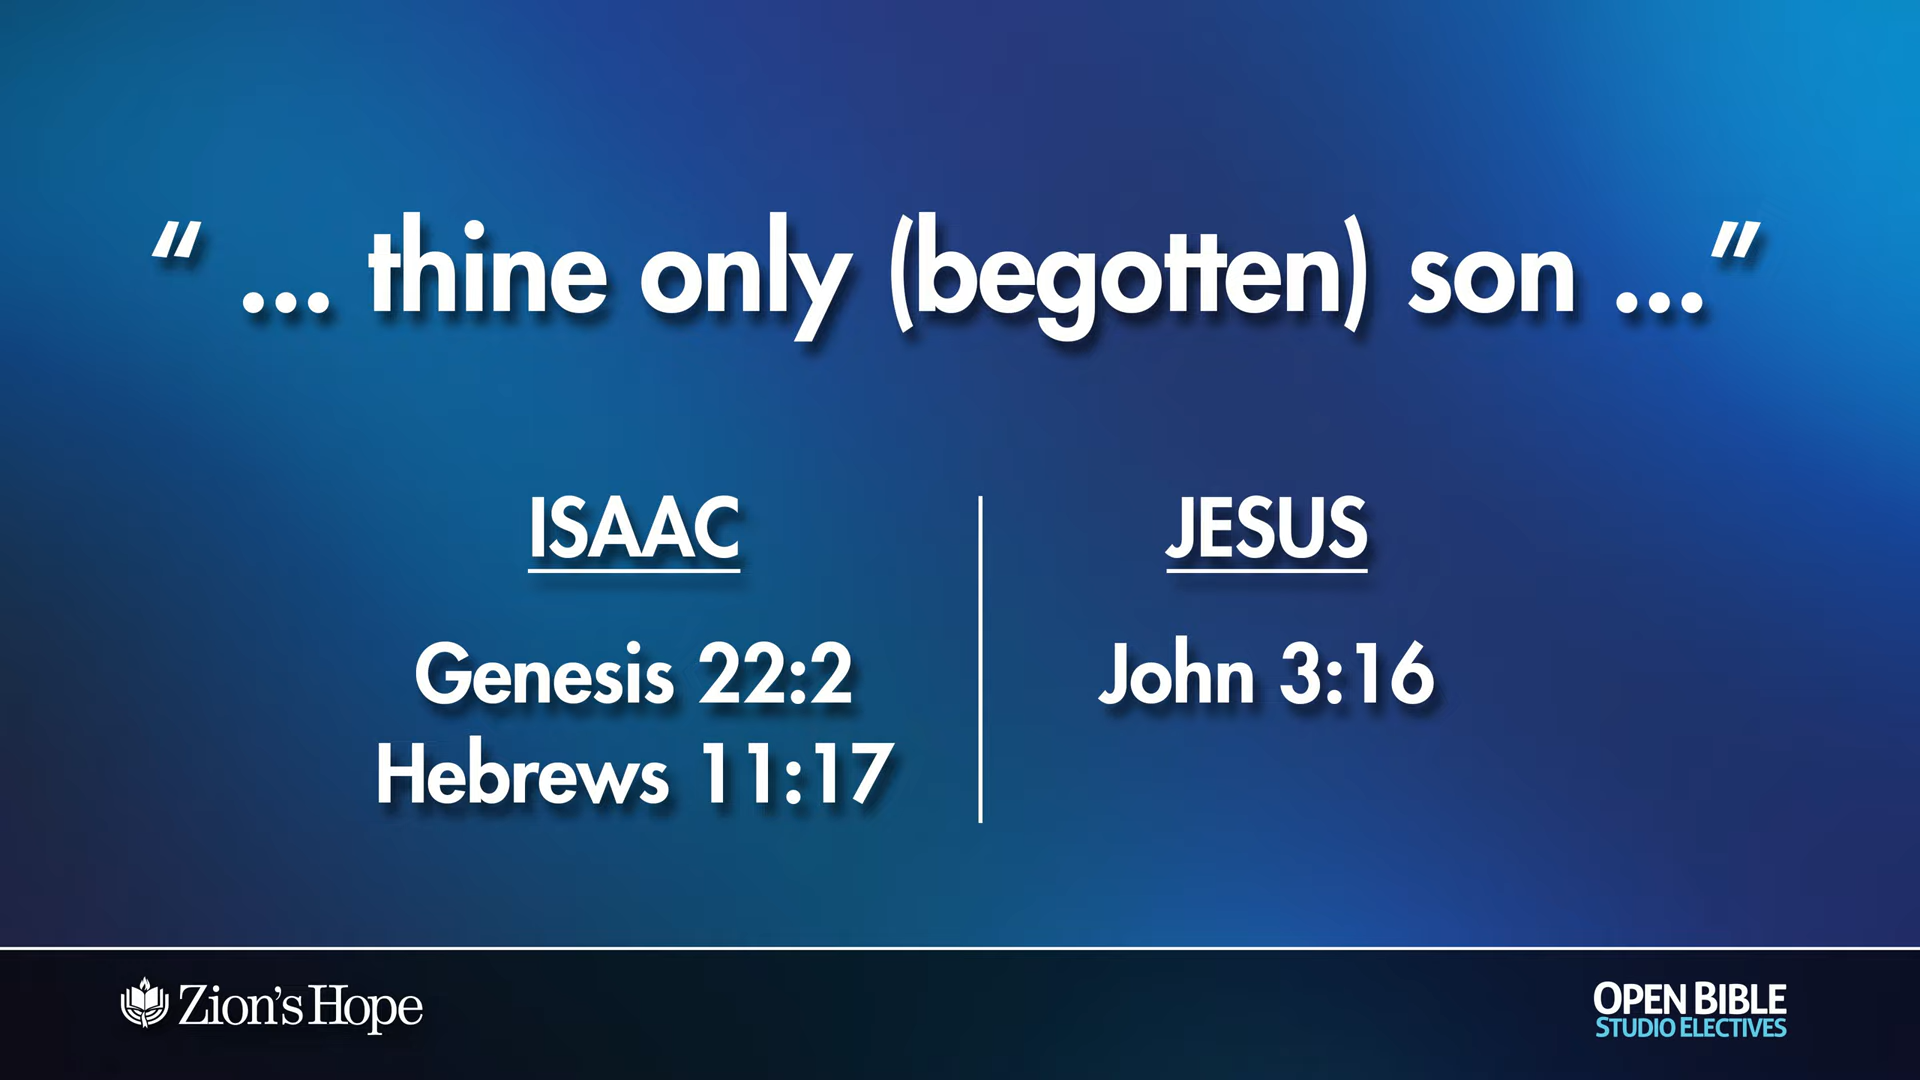 “ ... thine only (begotten) son ...”
ISAAC
Genesis 22:2
Hebrews 11:17
JESUS
John 3:16
Zion's Hope
OPEN BIBLE
STUDIO ELECTIVES